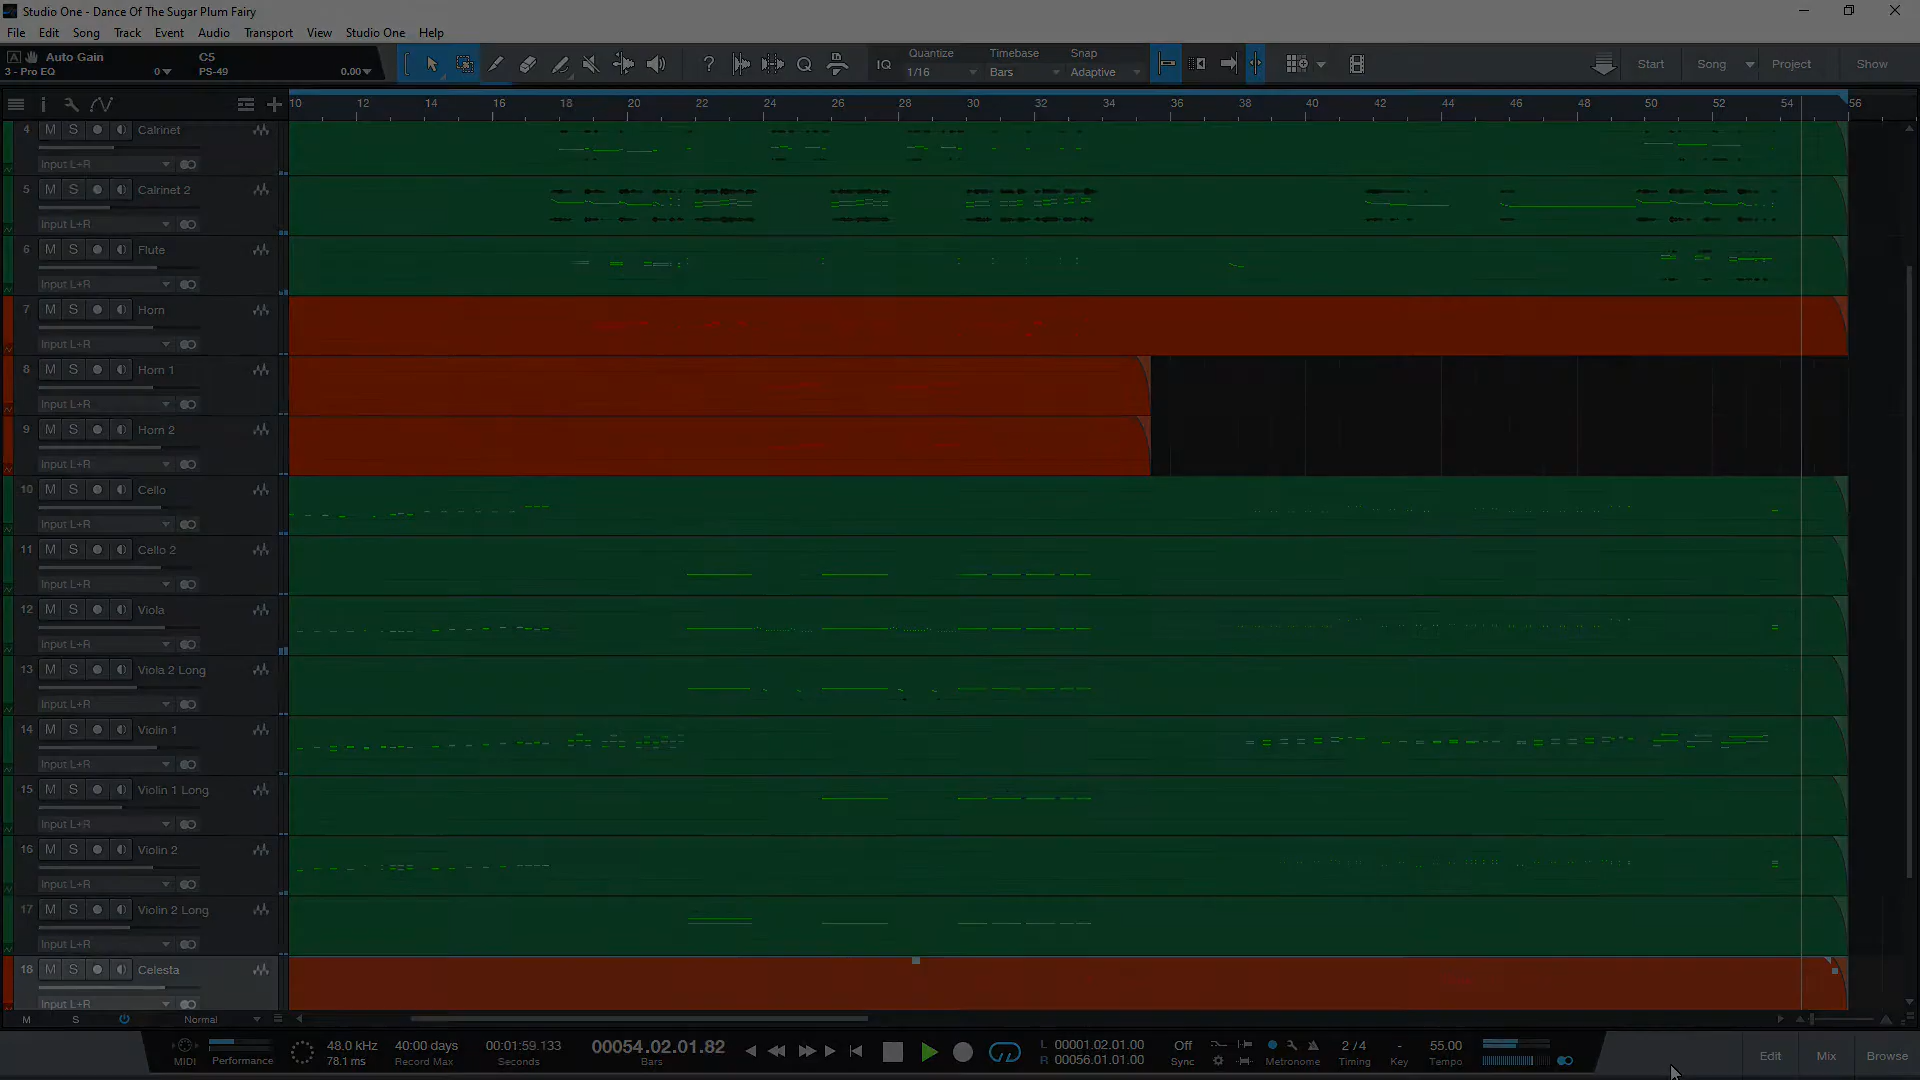 Studio One - Dance Of The Sugar Plum Fairy
File Edit Song Track Event Audio Transport View Studio One Help
A Auto Gain C5
3 - Pro EQ 0 PS-49 0.00
IQ Quantize Timebase Snap
1/16 Bars Adaptive
Start Song Project Show
10 12 14 16 18 20 22 24 26 28 30 32 34 36 38 40 42 44 46 48 50 52 54 56
4 M S Calrinet
Input L+R
5 M S Calrinet 2
Input L+R
6 M S Flute
Input L+R
7 M S Horn
Input L+R
8 M S Horn 1
Input L+R
9 M S Horn 2
Input L+R
10 M S Cello
Input L+R
11 M S Cello 2
Input L+R
12 M S Viola
Input L+R
13 M S Viola 2 Long
Input L+R
14 M S Violin 1
Input L+R
15 M S Violin 1 Long
Input L+R
16 M S Violin 2
Input L+R
17 M S Violin 2 Long
Input L+R
18 M S Celesta
Input L+R
M S Normal
MIDI Performance
48.0 kHz
78.1 ms
40:00 days
Record Max
00:01:59.133
Seconds
00054.02.01.82
Bars
L 00001.02.01.00
R 00056.01.01.00
Off
Sync
Metronome
2 / 4
Timing
-
Key
55.00
Tempo
Edit Mix Browse